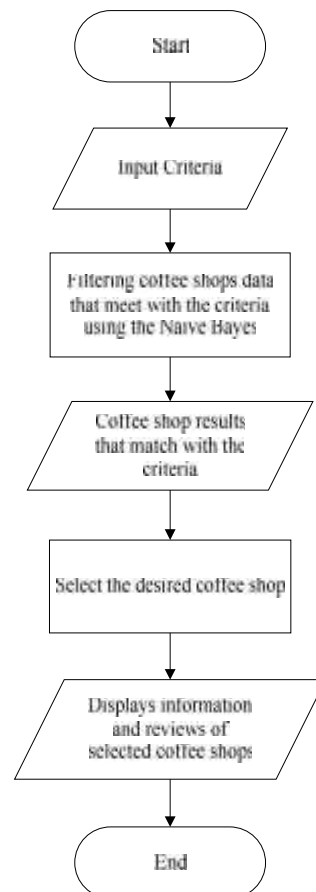 Start
Input Criteria
Filtering coffee shops data
that meet with the criteria
using the Naive Bayes
Coffee shop results
that match with the
criteria
Select the desired coffee shop
Displays information
and reviews of
selected coffee shops
End